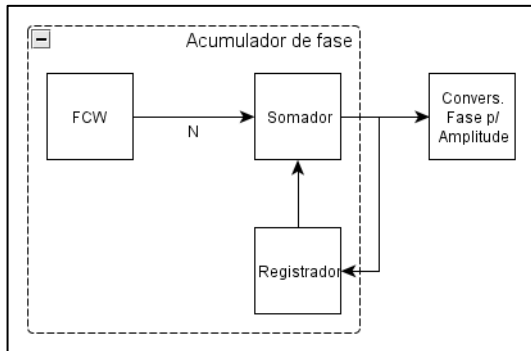 Acumulador de fase
FCW
N
Somador
Convers.
Fase p/
Amplitude
Registrador